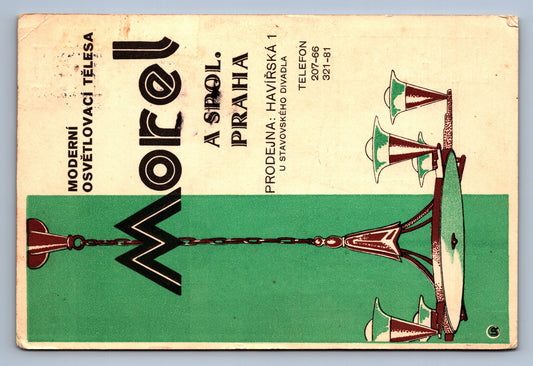 MODERNÍ
OSVĚTLOVACÍ TĚLESA
Morel
A SPOL.
PRAHA
PRODEJNA: HAVÍŘSKÁ 1
U STAVOVSKÉHO DIVADLA
TELEFON
207-66
321-81